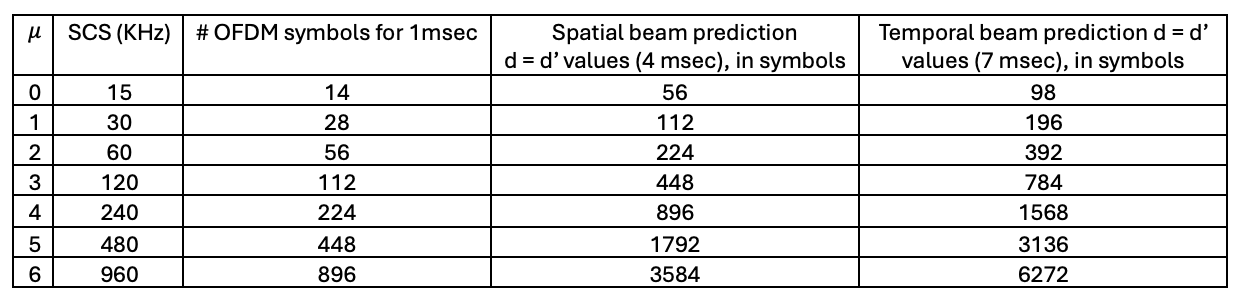 μ SCS (KHz) # OFDM symbols for 1msec Spatial beam prediction Temporal beam prediction d = d’
d = d’ values (4 msec), in symbols values (7 msec), in symbols
0 15 14 56 98
1 30 28 112 196
2 60 56 224 392
3 120 112 448 784
4 240 224 896 1568
5 480 448 1792 3136
6 960 896 3584 6272